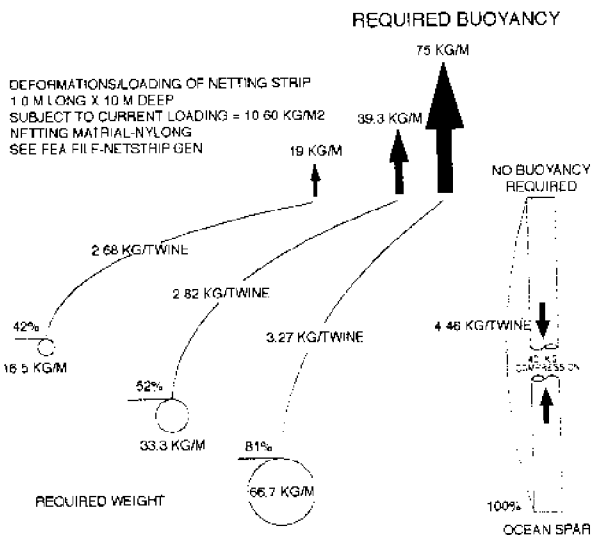 REQUIRED BUOYANCY
75 KG/M
DEFORMATIONS/LOADING OF NETTING STRIP
1.0 M LONG X 10 M DEEP
SUBJECT TO CURRENT LOADING = 10.60 KG/M2
NETTING MATRIAL-NYLONG
SEE FEA FILE-NETSTRIP GEN
39.3 KG/M
19 KG/M
NO BUOYANCY
REQUIRED
2.68 KG/TWINE
2.82 KG/TWINE
3.27 KG/TWINE
4.46 KG/TWINE
42%
16.5 KG/M
KG
COMPRESSION
52%
33.3 KG/M
81%
66.7 KG/M
REQUIRED WEIGHT
100%
OCEAN SPAR